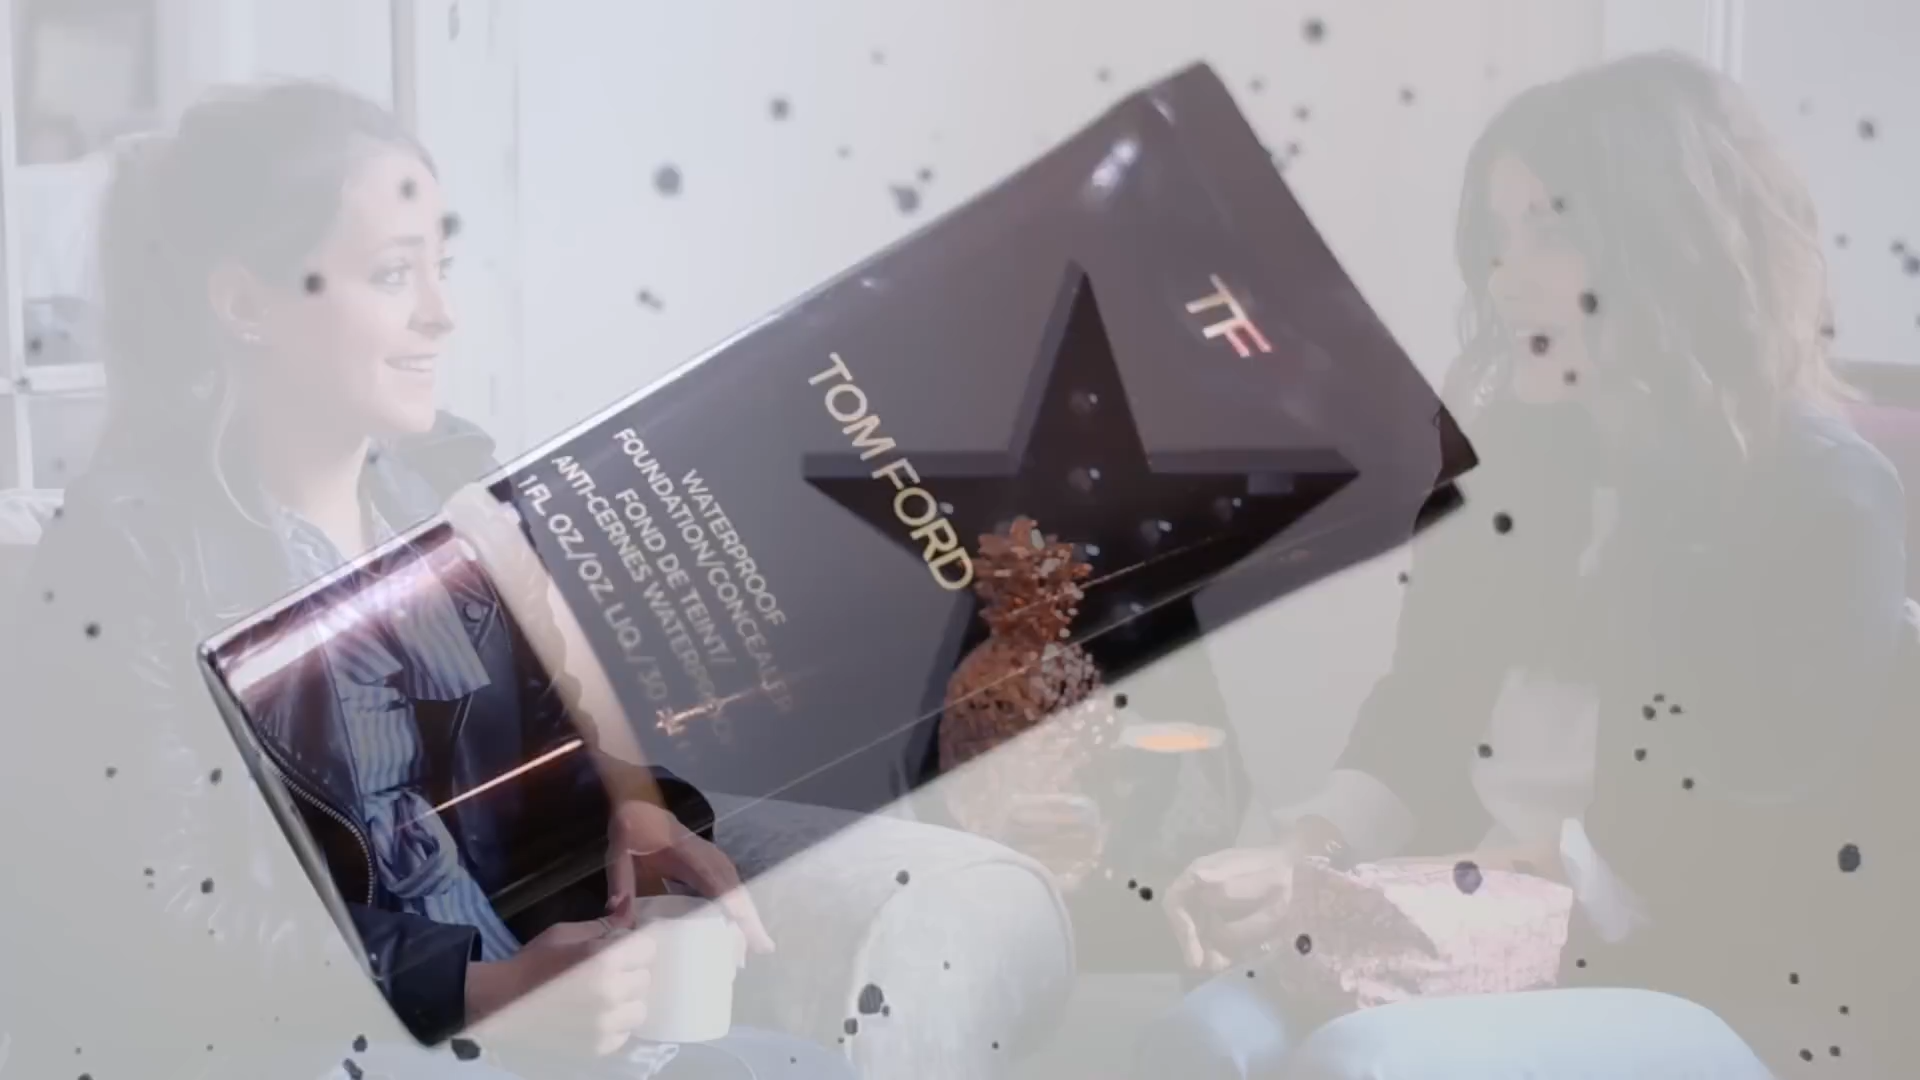 TF
TOM FORD
WATERPROOF
FOUNDATION/CONCEALER
FOND DE TEINT/
ANTI-CERNES WATERPROOF
1 FL. OZ./OZ. LIQ./30